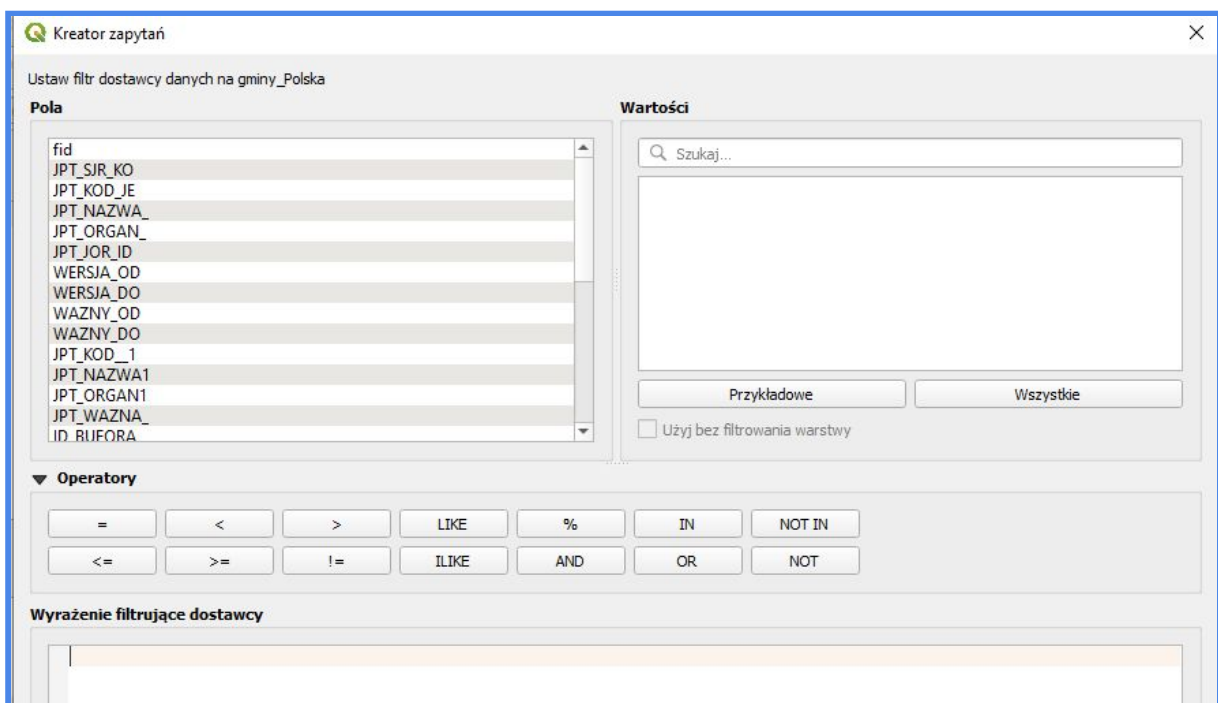 Kreator zapytań
Ustaw filtr dostawcy danych na gminy_Polska
Pola
fid
JPT_SJR_KO
JPT_KOD_JE
JPT_NAZWA_
JPT_ORGAN_
JPT_JOR_ID
WERSJA_OD
WERSJA_DO
WAZNY_OD
WAZNY_DO
JPT_KOD__1
JPT_NAZWA1
JPT_ORGAN1
JPT_WAZNA_
ID_BUFORA_
Wartości
Szukaj...
Przykładowe Wszystkie
Użyj bez filtrowania warstwy
Operatory
= < > LIKE % IN NOT IN
<= >= != ILIKE AND OR NOT
Wyrażenie filtrujące dostawcy